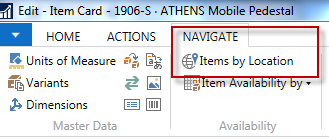 Edit - Item Card - 1906-S · ATHENS Mobile Pedestal
HOME ACTIONS NAVIGATE
Units of Measure
Items by Location
Variants
Item Availability by
Dimensions
Master Data
Availability